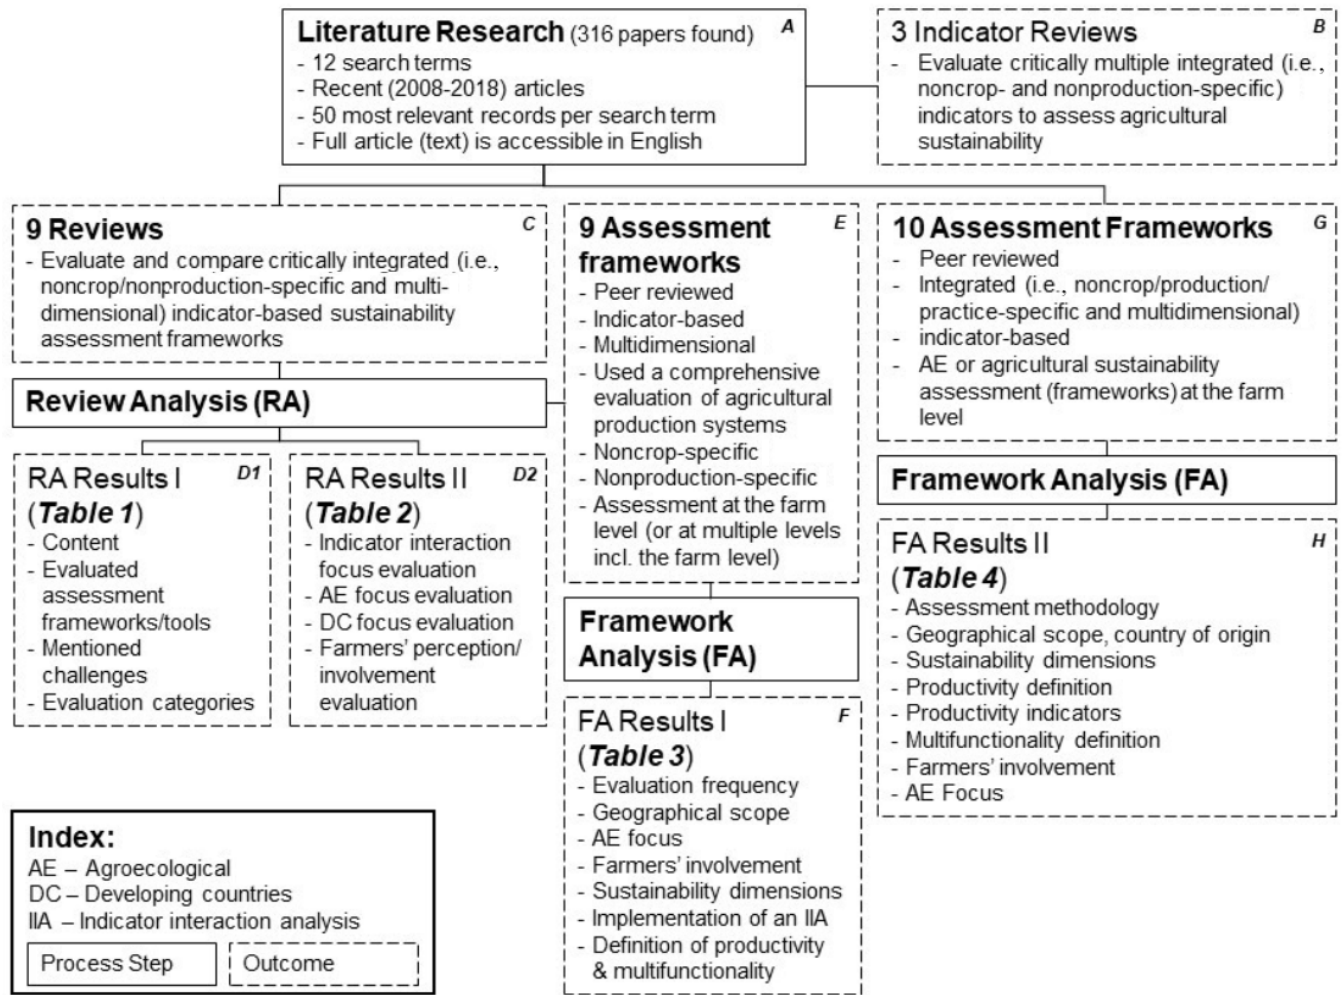 Literature Research (316 papers found) A
- 12 search terms
- Recent (2008-2018) articles
- 50 most relevant records per search term
- Full article (text) is accessible in English
3 Indicator Reviews B
- Evaluate critically multiple integrated (i.e.,
noncrop- and nonproduction-specific)
indicators to assess agricultural
sustainability
9 Reviews C
- Evaluate and compare critically integrated (i.e.,
noncrop/nonproduction-specific and multi-
dimensional) indicator-based sustainability
assessment frameworks
Review Analysis (RA)
RA Results I D1
(Table 1)
- Content
- Evaluated
assessment
frameworks/tools
- Mentioned
challenges
- Evaluation categories
RA Results II D2
(Table 2)
- Indicator interaction
focus evaluation
- AE focus evaluation
- DC focus evaluation
- Farmers' perception/
involvement
evaluation
9 Assessment E
frameworks
- Peer reviewed
- Indicator-based
- Multidimensional
- Used a comprehensive
evaluation of agricultural
production systems
- Noncrop-specific
- Nonproduction-specific
- Assessment at the farm
level (or at multiple levels
incl. the farm level)
Framework
Analysis (FA)
FA Results I F
(Table 3)
- Evaluation frequency
- Geographical scope
- AE focus
- Farmers' involvement
- Sustainability dimensions
- Implementation of an IIA
- Definition of productivity
& multifunctionality
10 Assessment Frameworks G
- Peer reviewed
- Integrated (i.e., noncrop/production/
practice-specific and multidimensional)
- indicator-based
- AE or agricultural sustainability
assessment (frameworks) at the farm
level
Framework Analysis (FA)
FA Results II H
(Table 4)
- Assessment methodology
- Geographical scope, country of origin
- Sustainability dimensions
- Productivity definition
- Productivity indicators
- Multifunctionality definition
- Farmers' involvement
- AE Focus
Index:
AE – Agroecological
DC – Developing countries
IIA – Indicator interaction analysis
Process Step
Outcome